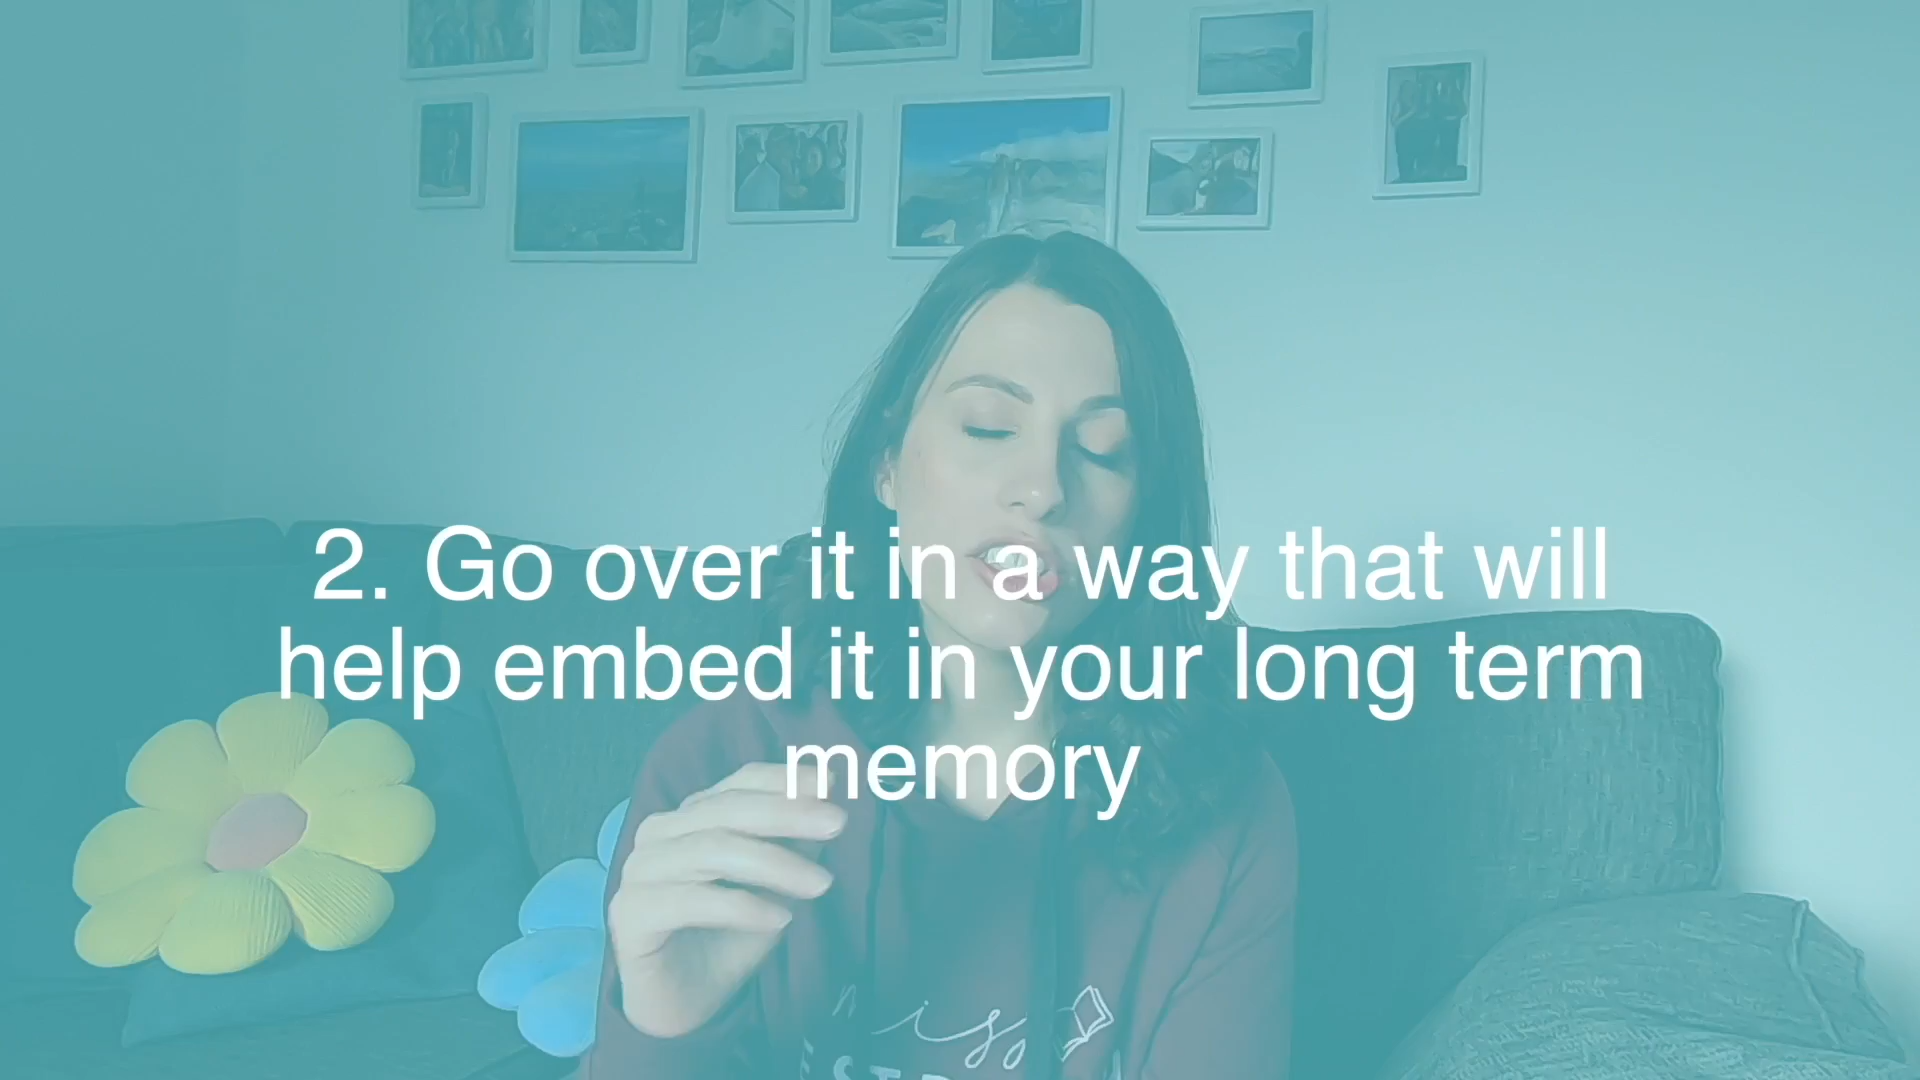 2. Go over it in a way that will
help embed it in your long term
memory